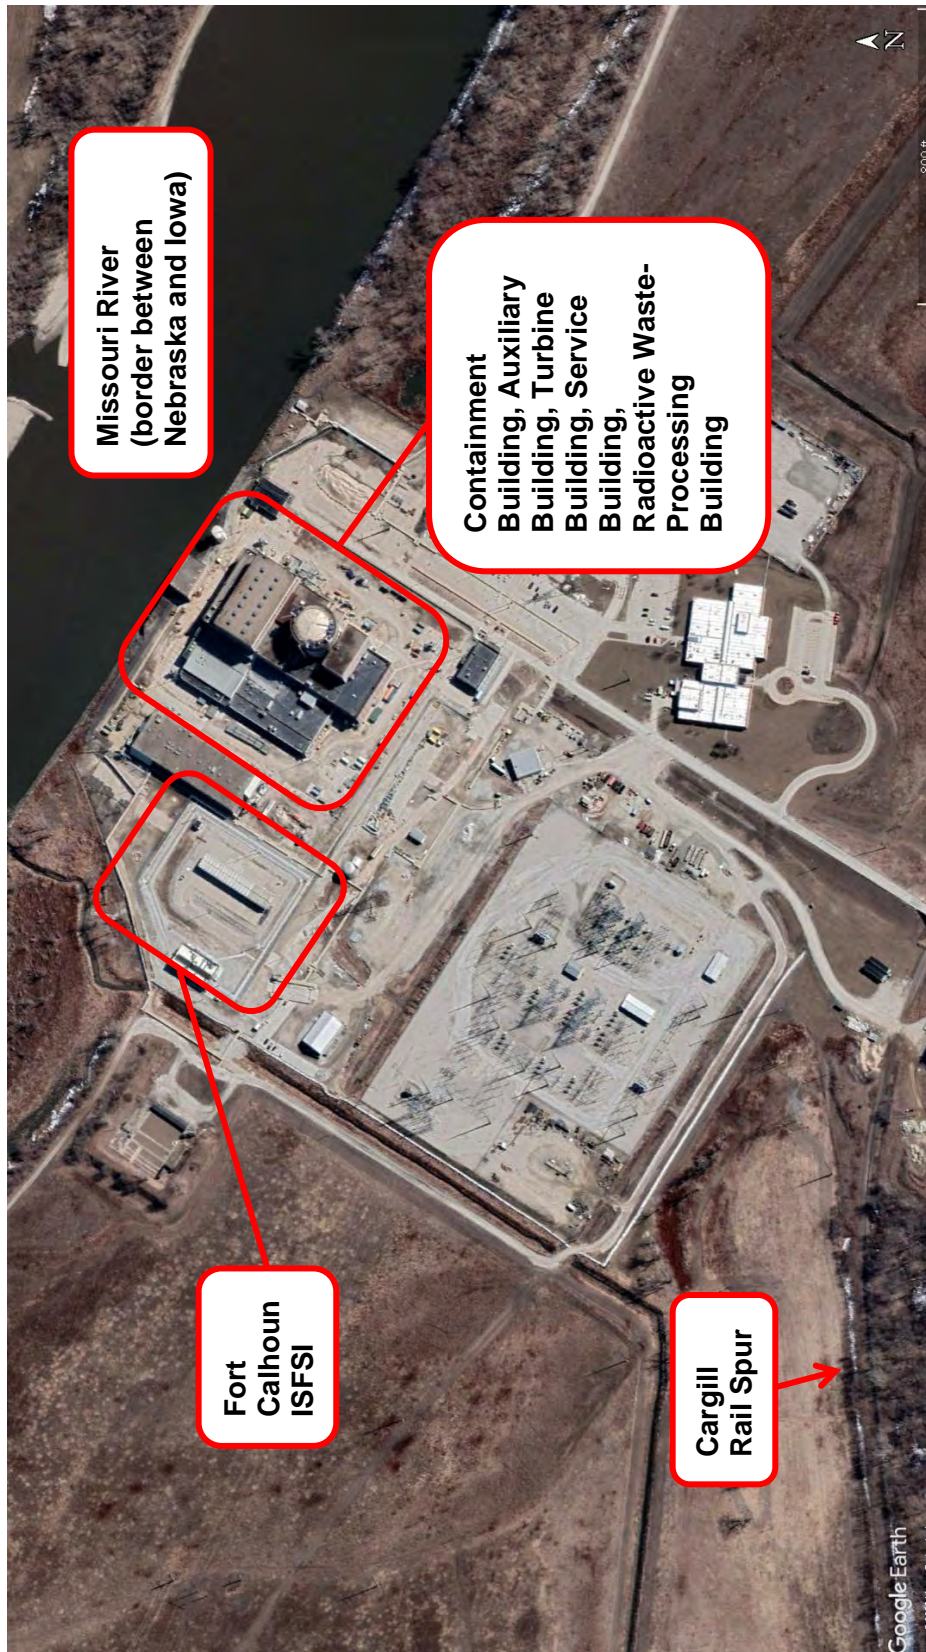 Missouri River
(border between
Nebraska and Iowa)
Containment
Building, Auxiliary
Building, Turbine
Building, Service
Building,
Radioactive Waste-
Processing
Building
Fort
Calhoun
ISFSI
Cargill
Rail Spur
N
Google Earth